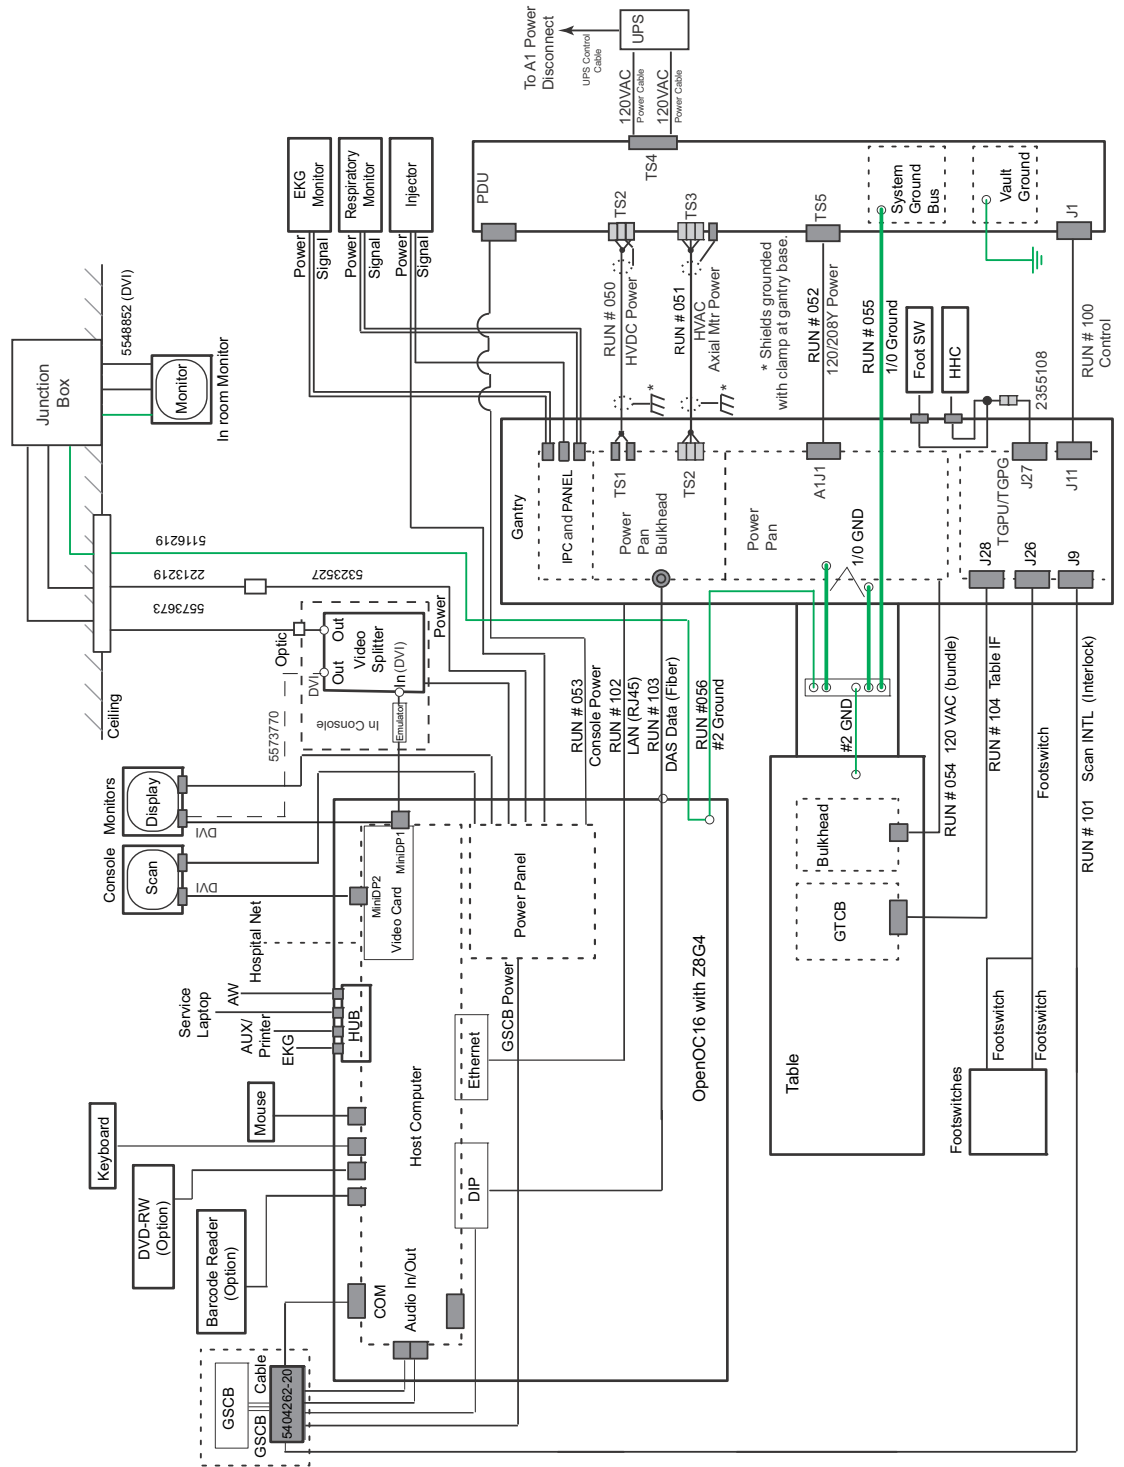 To A1 Power
Disconnect
UPS Control
Cable
UPS
120VAC
Power Cable
120VAC
Power Cable
PDU
TS4
TS2
TS3
TS5
System
Ground
Bus
Vault
Ground
J1
EKG
Monitor
Respiratory
Monitor
Injector
Power
Signal
Power
Signal
Power
Signal
RUN # 050
HVDC Power
RUN # 051
HVAC
Axial Mtr Power
* Shields grounded
with clamp at gantry base.
*
*
RUN # 052
120/208Y Power
RUN # 055
1/0 Ground
Foot SW
HHC
2355108
RUN # 100
Control
5548852 (DVI)
Junction
Box
Monitor
In room Monitor
Ceiling
5116219
2213219
5323527
5573673
Gantry
IPC and PANEL
TS1
Power
Pan
Bulkhead
TS2
Power
Pan
A1J1
1/0 GND
TGPU/TGPG
J27
J11
J28
J26
J9
Optic
Out
Out
Video
Splitter
In
(DVI)
DVI
Power
In Console
Emulator
5573770
RUN # 053
Console Power
RUN # 102
LAN (RJ45)
RUN # 103
DAS Data (Fiber)
RUN #056
#2 Ground
#2 GND
RUN # 054 120 VAC (bundle)
RUN # 104 Table IF
Footswitch
RUN # 101 Scan INTL (Interlock)
Console Monitors
Display
Scan
DVI
DVI
Hospital Net
MiniDP2
MiniDP1
Video Card
Power Panel
GSCB Power
OpenOC16 with Z8G4
Service
Laptop
AW
AUX/
Printer
EKG
HUB
Ethernet
Host Computer
Mouse
Keyboard
DVD-RW
(Option)
Barcode Reader
(Option)
DIP
COM
Audio In/Out
GSCB
GSCB Cable
5404262-20
Bulkhead
GTCB
Table
Footswitches
Footswitch
Footswitch